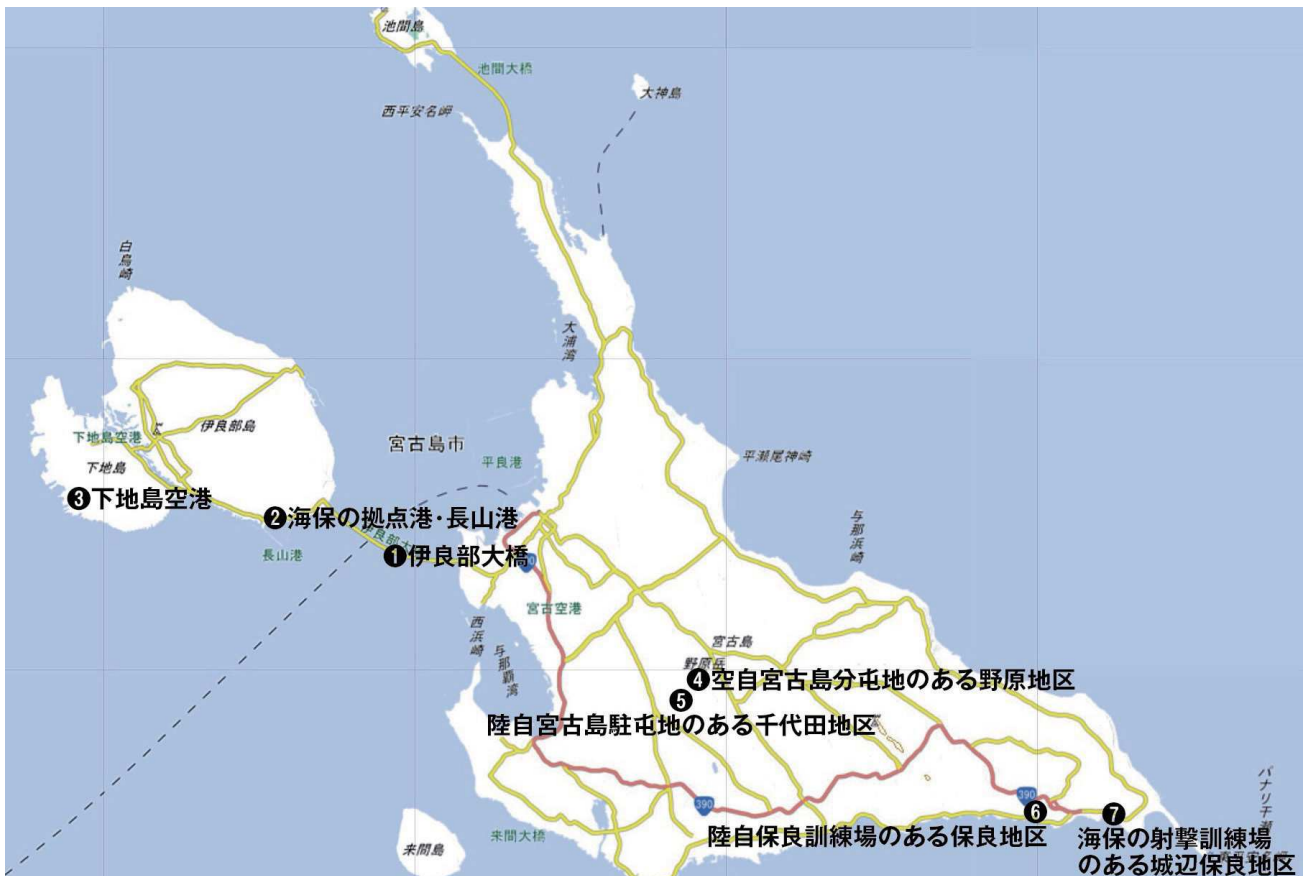 池間島
池間大橋
西平安名岬
大神島
白鳥崎
大浦湾
下地島空港
伊良部島
下地島
宮古島市
平良港
平瀬尾神崎
❸下地島空港
❷海保の拠点港・長山港
長山港
❶伊良部大橋
与那浜崎
宮古空港
西浜崎
与那覇湾
宮古島
野原岳
❹空自宮古島分屯地のある野原地区
❺
陸自宮古島駐屯地のある千代田地区
390
390
来間大橋
来間島
❻
陸自保良訓練場のある保良地区
❼
海保の射撃訓練場
のある城辺保良地区
パナリ干瀬